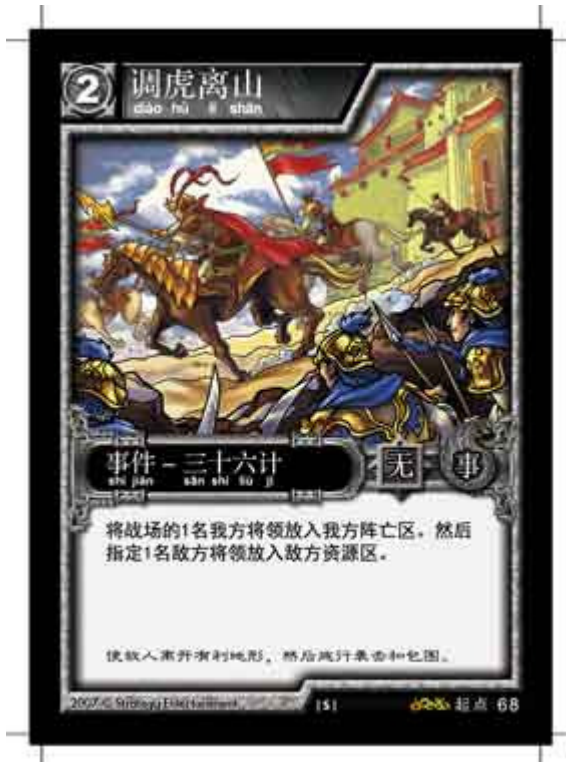 2
调虎离山
diào hǔ lí shān
事件 – 三十六计
shì jiàn sān shí liù jì
无
事
将战场的1名我方将领放入我方阵亡区。然后
指定1名敌方将领放入敌方资源区。
使敌人离开有利地形，然后施行袭击和包围。
2007 © Strategy Entertainment
|S|
起点 68